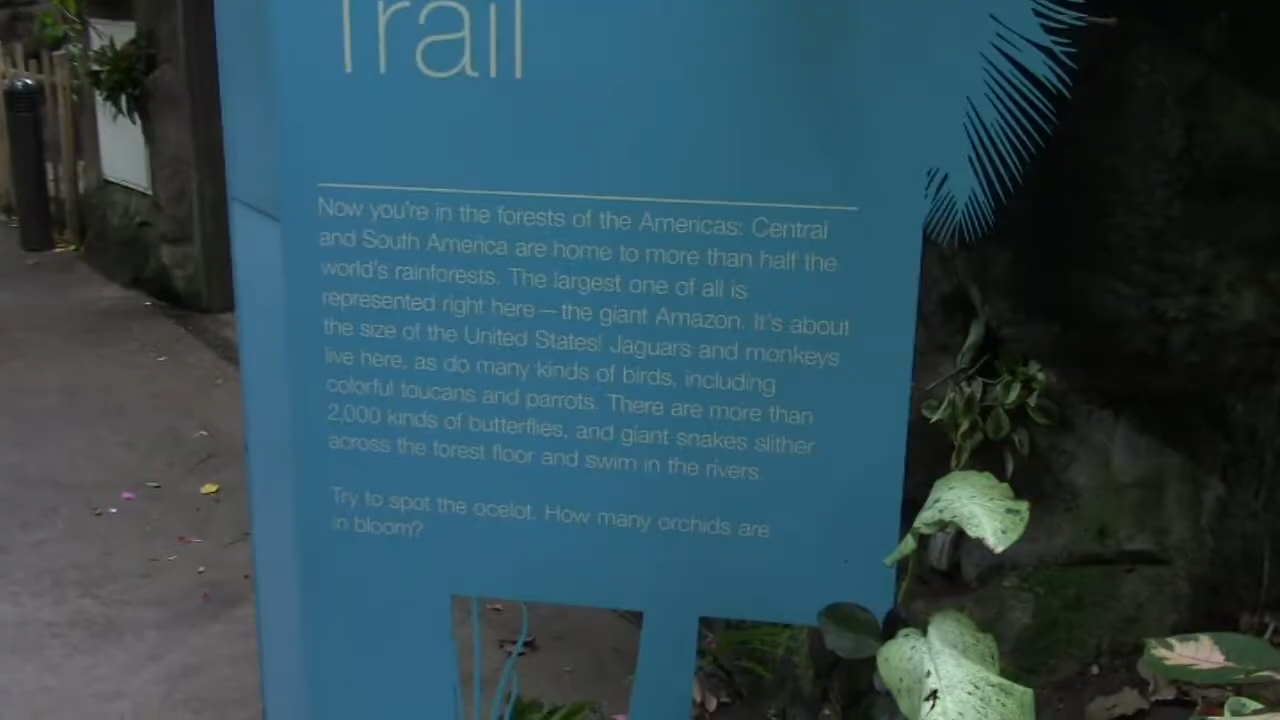 Trail
Now you're in the forests of the Americas: Central
and South America are home to more than half the
world's rainforests. The largest one of all is
represented right here—the giant Amazon. It's about
the size of the United States! Jaguars and monkeys
live here, as do many kinds of birds, including
colorful toucans and parrots. There are more than
2,000 kinds of butterflies, and giant snakes slither
across the forest floor and swim in the rivers.
Try to spot the ocelot. How many orchids are
in bloom?